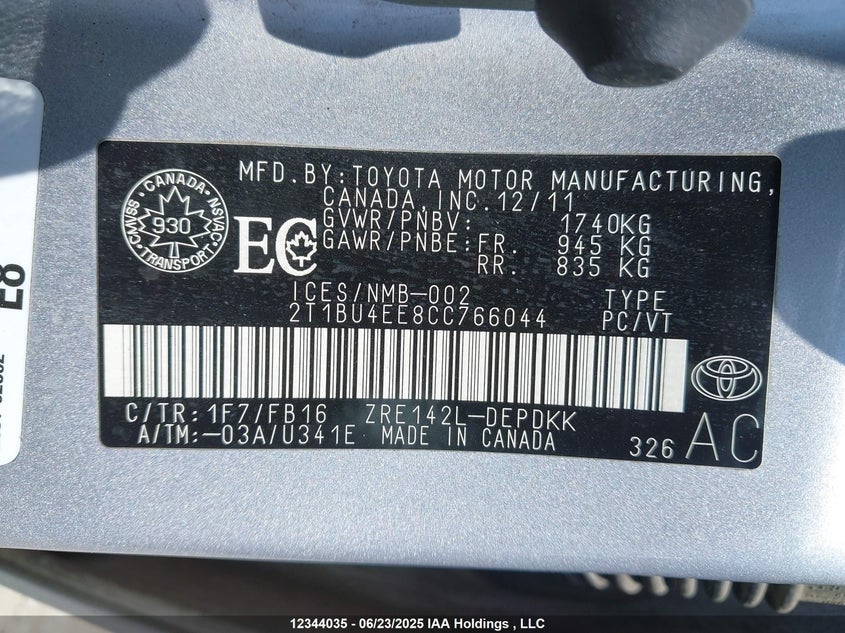 MFD.BY:TOYOTA MOTOR MANUFACTURING,
CANADA, INC.12/11
GVWR/PNBV: 1740KG
GAWR/PNBE:FR. 945 KG
RR. 835 KG
CANADA
CMVSS 930 NSVAC
TRANSPORT
EC
ICES/NMB-002 TYPE
2T1BU4EE8CC766044 PC/VT
C/TR:1F7/FB16 ZRE142L-DEPDKK
A/TM:-03A/U341E MADE IN CANADA
326 AC
E8
12344035 - 06/23/2025 IAA Holdings , LLC